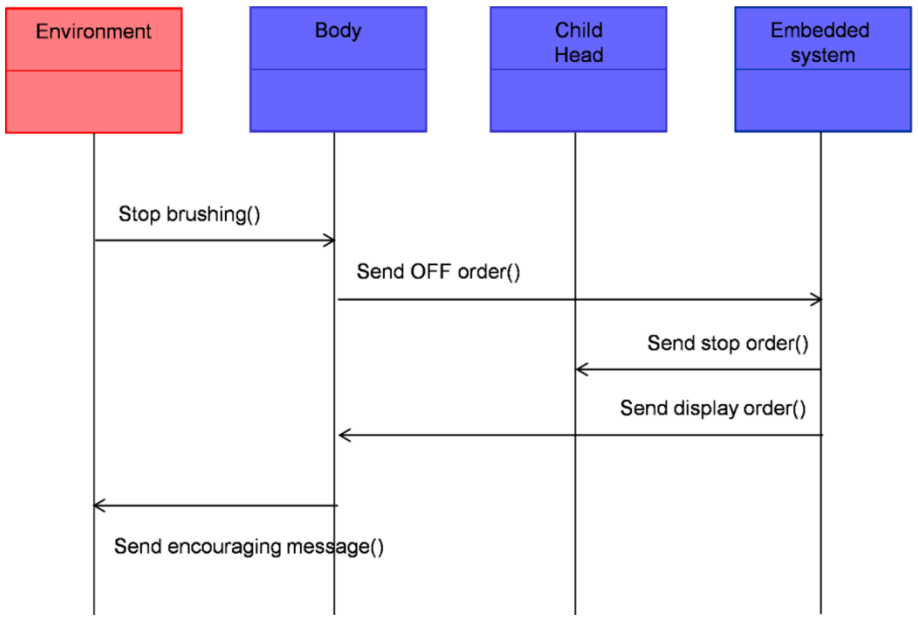 Environment
Body
Child
Head
Embedded
system
Stop brushing()
Send OFF order()
Send stop order()
Send display order()
Send encouraging message()